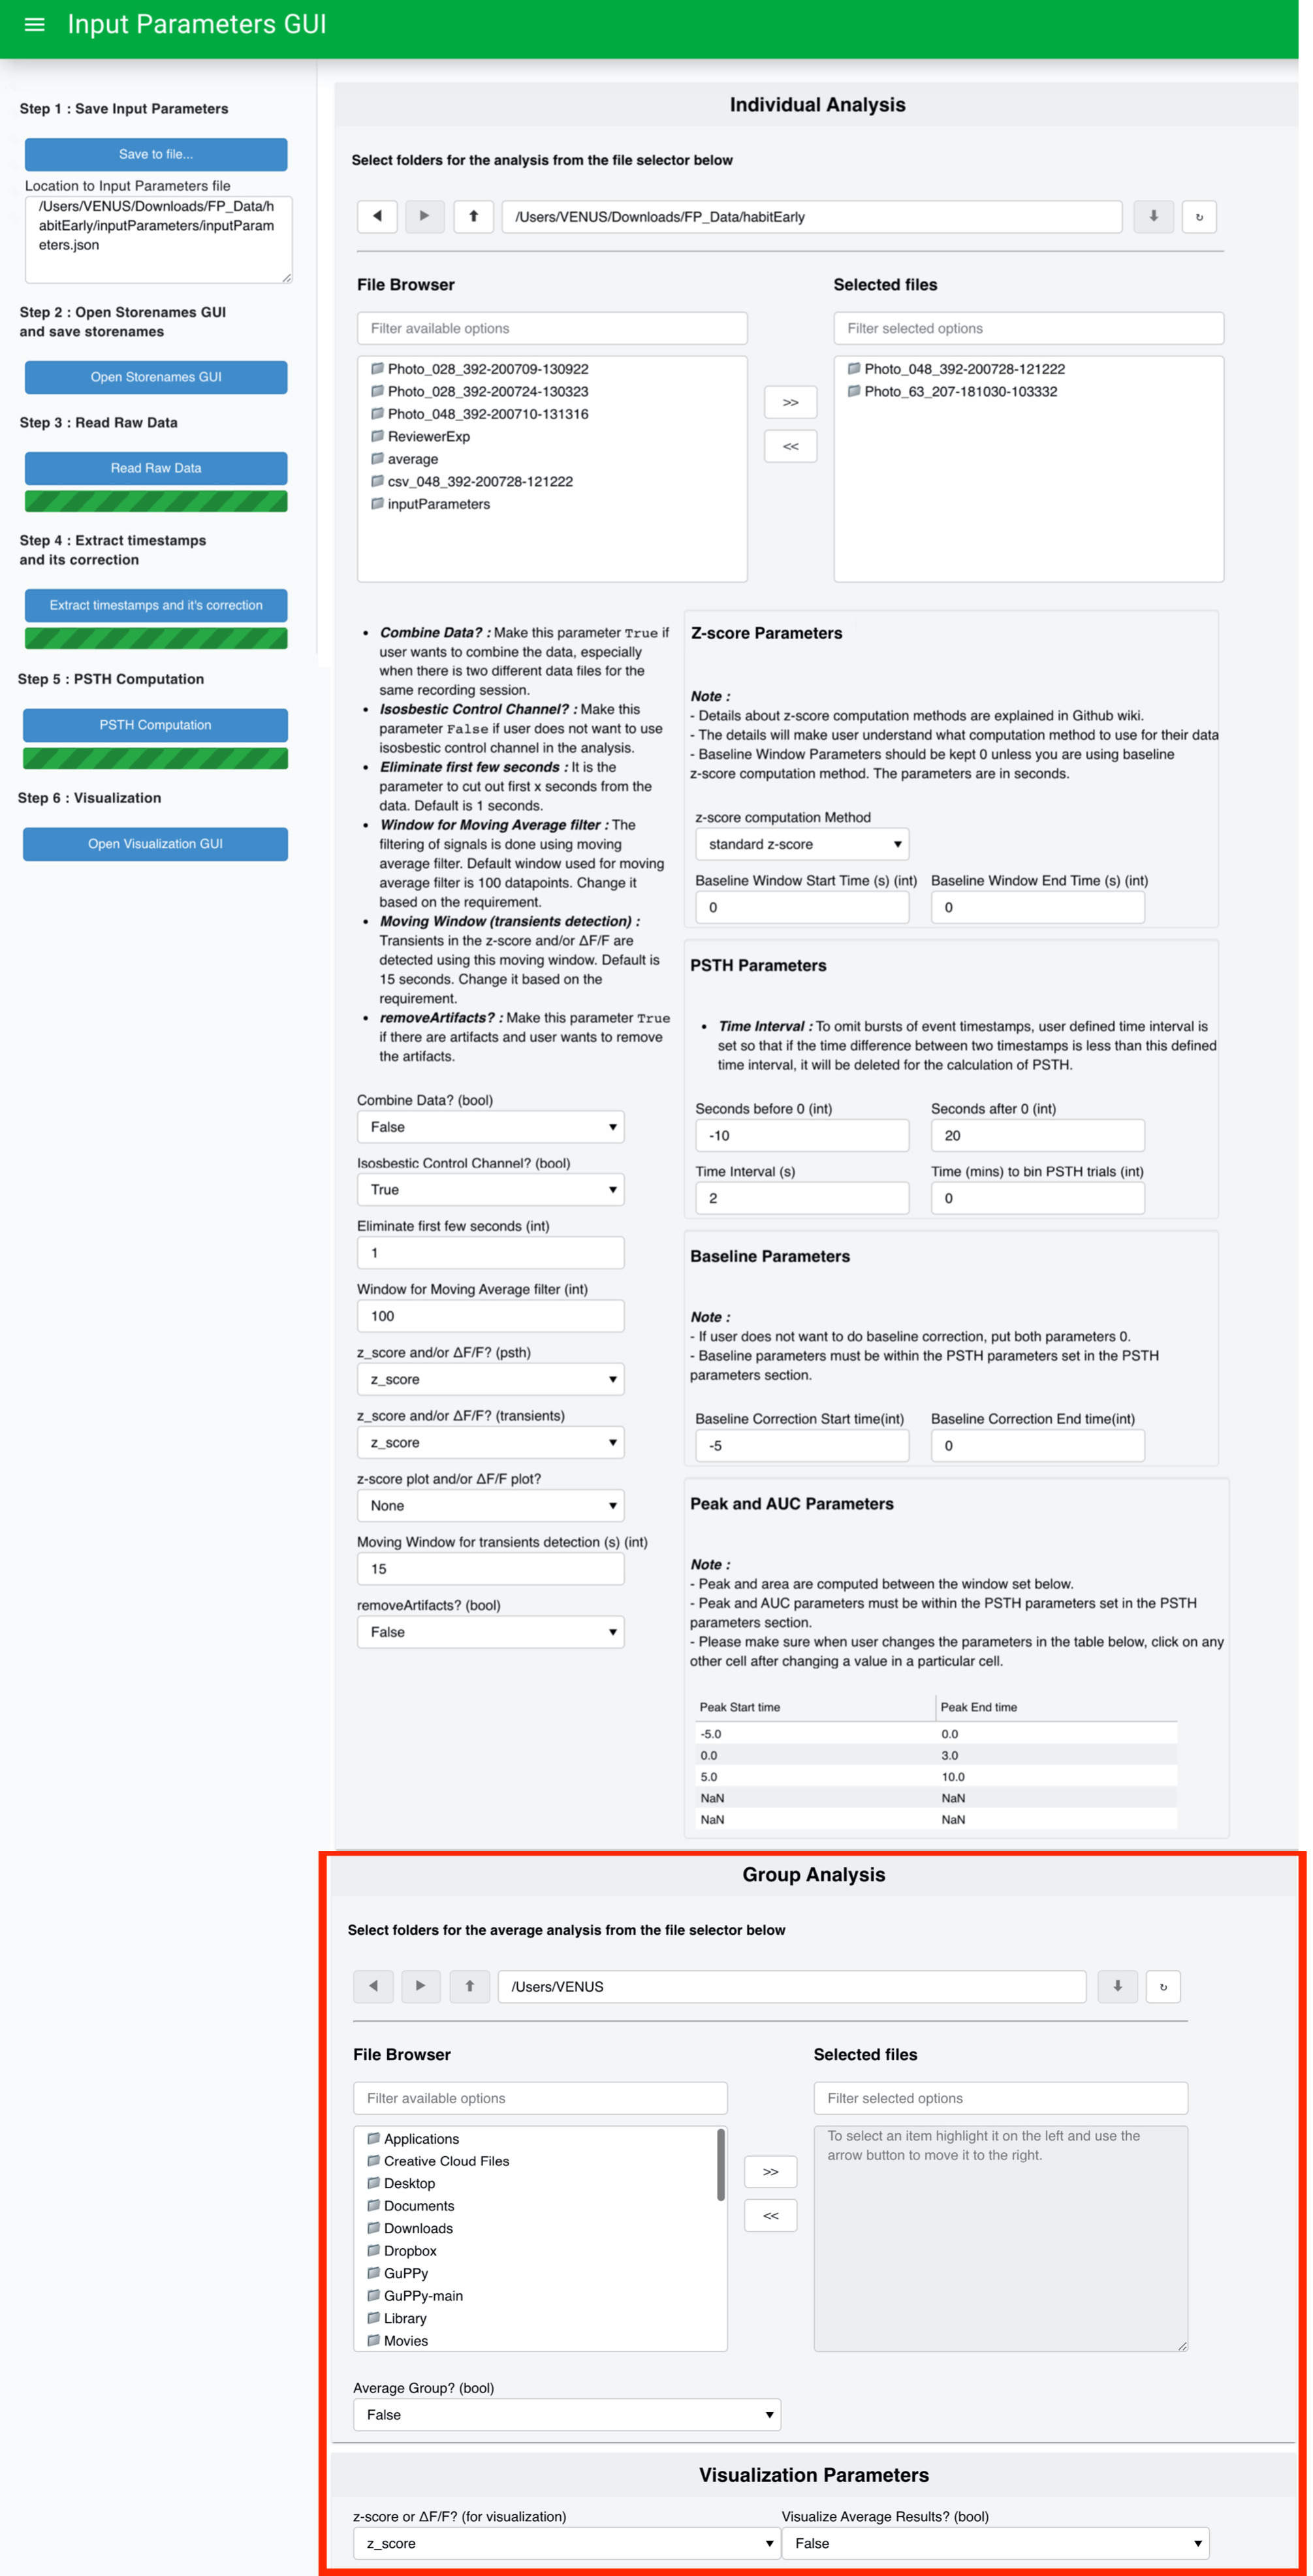 Input Parameters GUI
Step 1 : Save Input Parameters
Save to file...
Location to Input Parameters file
/Users/VENUS/Downloads/FP_Data/h
abitEarly/inputParameters/inputParam
eters.json
Step 2 : Open Storenames GUI
and save storenames
Open Storenames GUI
Step 3 : Read Raw Data
Read Raw Data
Step 4 : Extract timestamps
and its correction
Extract timestamps and it's correction
Step 5 : PSTH Computation
PSTH Computation
Step 6 : Visualization
Open Visualization GUI
Individual Analysis
Select folders for the analysis from the file selector below
/Users/VENUS/Downloads/FP_Data/habitEarly
File Browser
Filter available options
Photo_028_392-200709-130922
Photo_028_392-200724-130323
Photo_048_392-200710-131316
ReviewerExp
average
csv_048_392-200728-121222
inputParameters
>>
<<
Selected files
Filter selected options
Photo_048_392-200728-121222
Photo_63_207-181030-103332
• Combine Data? : Make this parameter True if
user wants to combine the data, especially
when there is two different data files for the
same recording session.
• Isosbestic Control Channel? : Make this
parameter False if user does not want to use
isosbestic control channel in the analysis.
• Eliminate first few seconds : It is the
parameter to cut out first x seconds from the
data. Default is 1 seconds.
• Window for Moving Average filter : The
filtering of signals is done using moving
average filter. Default window used for moving
average filter is 100 datapoints. Change it
based on the requirement.
• Moving Window (transients detection) :
Transients in the z-score and/or ΔF/F are
detected using this moving window. Default is
15 seconds. Change it based on the
requirement.
• removeArtifacts? : Make this parameter True
if there are artifacts and user wants to remove
the artifacts.
Combine Data? (bool)
False
Isosbestic Control Channel? (bool)
True
Eliminate first few seconds (int)
1
Window for Moving Average filter (int)
100
z_score and/or ΔF/F? (psth)
z_score
z_score and/or ΔF/F? (transients)
z_score
z-score plot and/or ΔF/F plot?
None
Moving Window for transients detection (s) (int)
15
removeArtifacts? (bool)
False
Z-score Parameters
Note :
- Details about z-score computation methods are explained in Github wiki.
- The details will make user understand what computation method to use for their data
- Baseline Window Parameters should be kept 0 unless you are using baseline
z-score computation method. The parameters are in seconds.
z-score computation Method
standard z-score
Baseline Window Start Time (s) (int) Baseline Window End Time (s) (int)
0 0
PSTH Parameters
• Time Interval : To omit bursts of event timestamps, user defined time interval is
set so that if the time difference between two timestamps is less than this defined
time interval, it will be deleted for the calculation of PSTH.
Seconds before 0 (int) Seconds after 0 (int)
-10 20
Time Interval (s) Time (mins) to bin PSTH trials (int)
2 0
Baseline Parameters
Note :
- If user does not want to do baseline correction, put both parameters 0.
- Baseline parameters must be within the PSTH parameters set in the PSTH
parameters section.
Baseline Correction Start time(int) Baseline Correction End time(int)
-5 0
Peak and AUC Parameters
Note :
- Peak and area are computed between the window set below.
- Peak and AUC parameters must be within the PSTH parameters set in the PSTH
parameters section.
- Please make sure when user changes the parameters in the table below, click on any
other cell after changing a value in a particular cell.
Peak Start time Peak End time
-5.0 0.0
0.0 3.0
5.0 10.0
NaN NaN
NaN NaN
Group Analysis
Select folders for the average analysis from the file selector below
/Users/VENUS
File Browser
Filter available options
Applications
Creative Cloud Files
Desktop
Documents
Downloads
Dropbox
GuPPy
GuPPy-main
Library
Movies
>>
<<
Selected files
Filter selected options
To select an item highlight it on the left and use the
arrow button to move it to the right.
Average Group? (bool)
False
Visualization Parameters
z-score or ΔF/F? (for visualization) Visualize Average Results? (bool)
z_score False